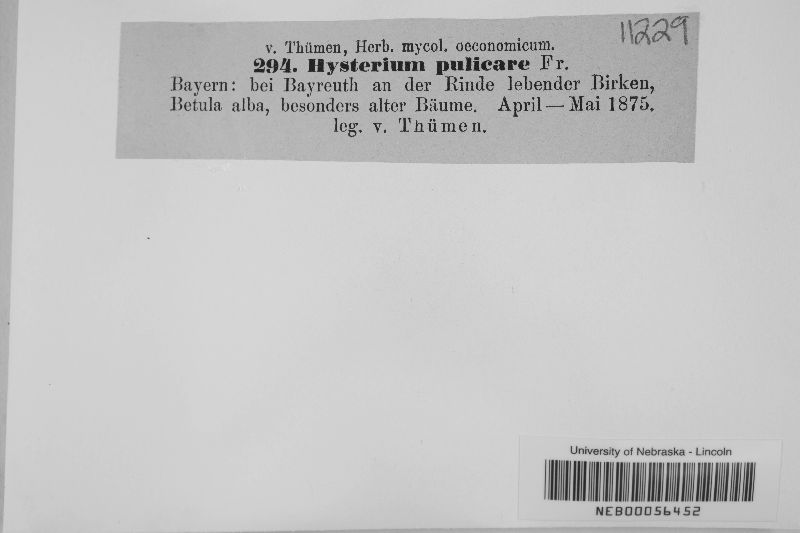 11229
v. Thümen, Herb. mycol. oeconomicum.
294. Hysterium pulicare Fr.
Bayern: bei Bayreuth an der Rinde lebender Birken,
Betula alba, besonders alter Bäume. April — Mai 1875.
leg. v. Thümen.
University of Nebraska - Lincoln
NEB00056452